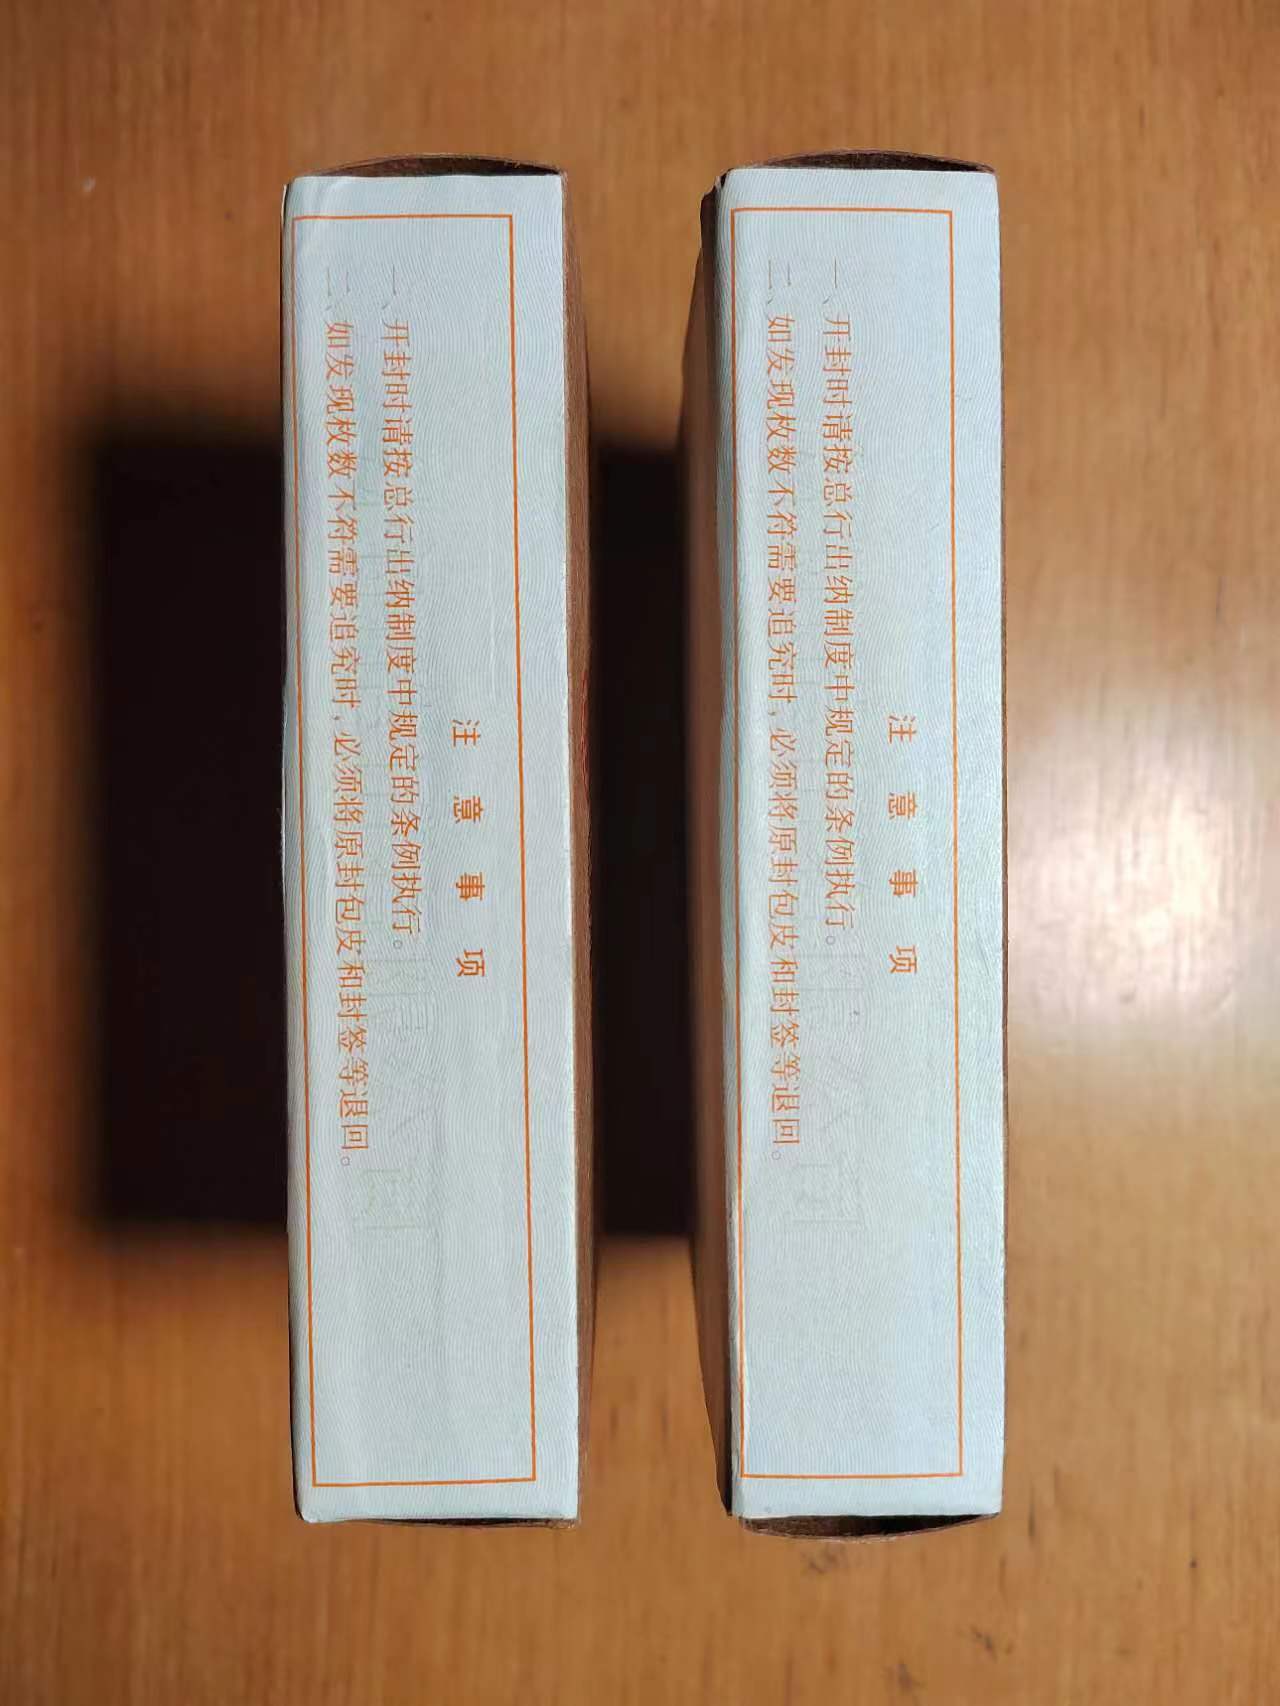 注意事项
一、开封时请按总行出纳制度中规定的条例执行。
二、如发现枚数不符需要追究时,必须将原封包皮和封签等退回。
注意事项
一、开封时请按总行出纳制度中规定的条例执行。
二、如发现枚数不符需要追究时,必须将原封包皮和封签等退回。